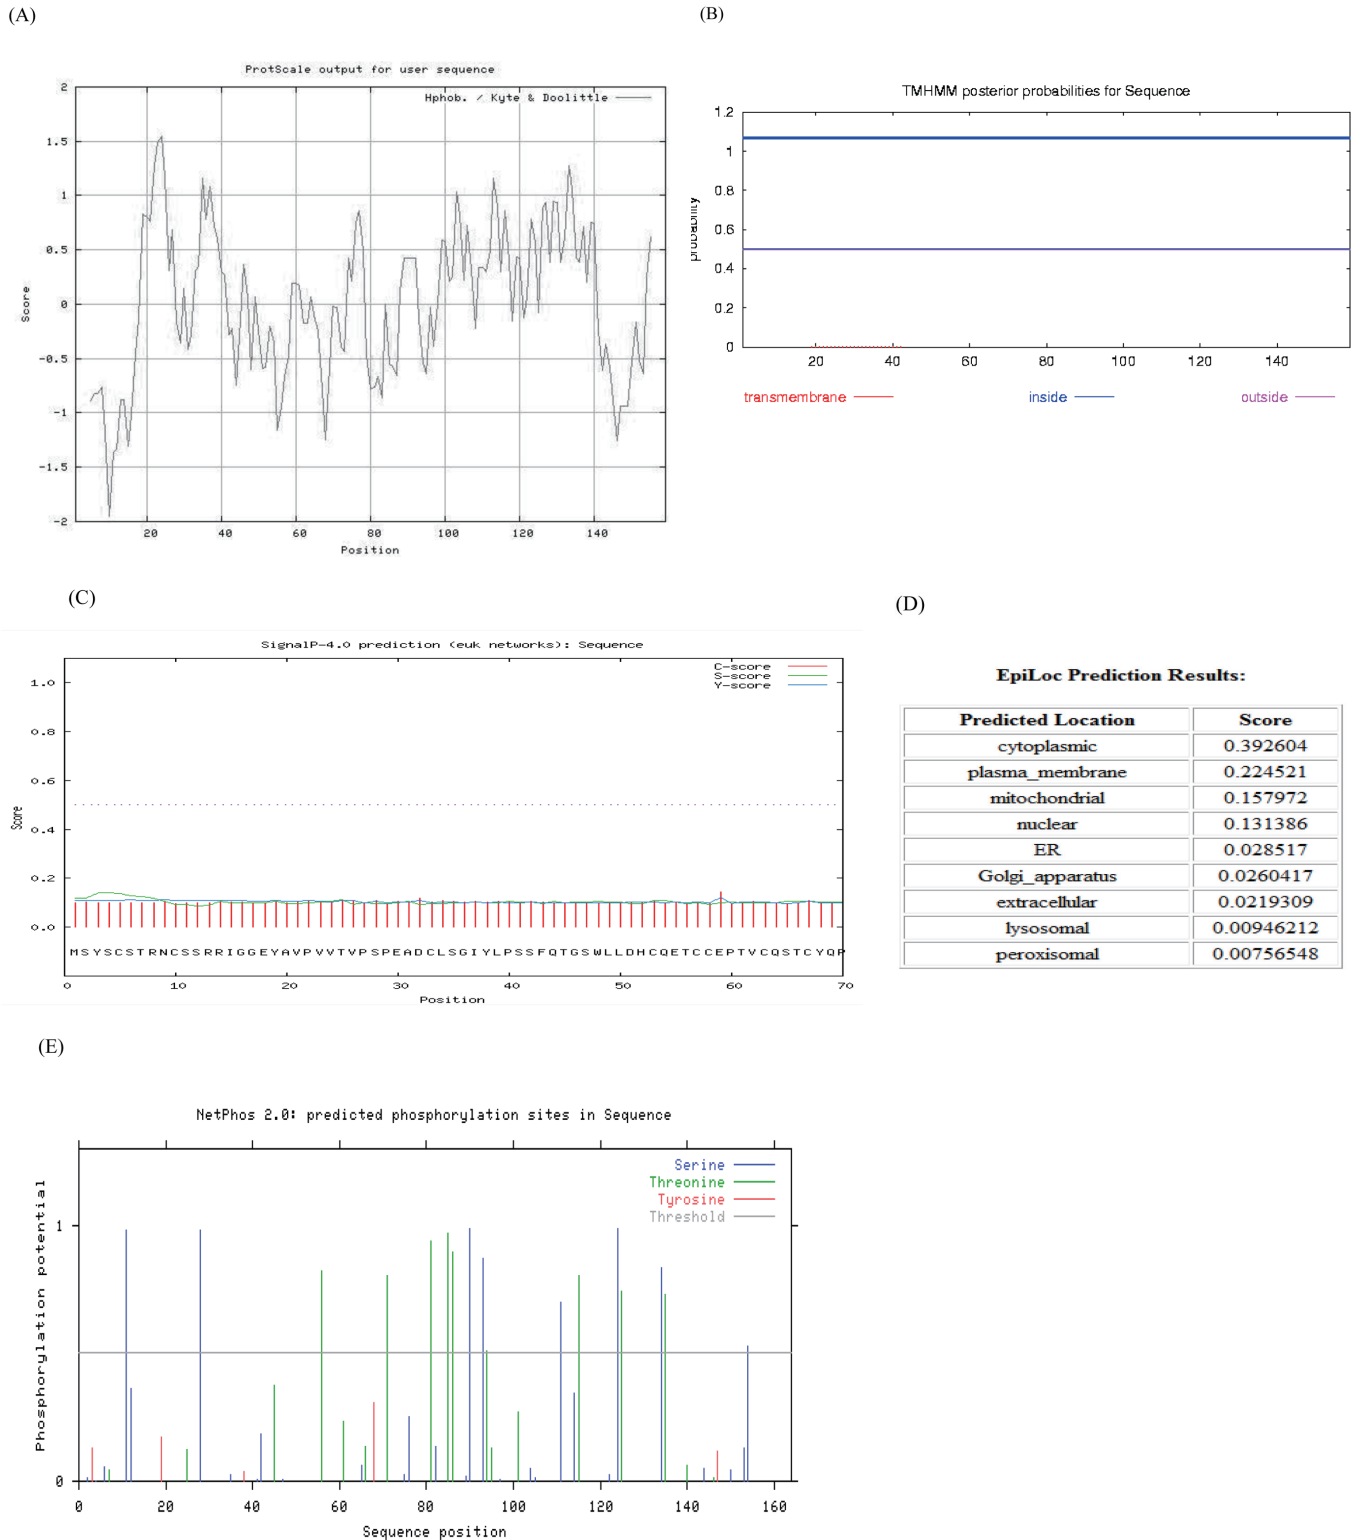 (A)
ProtScale output for user sequence
Hphob. / Kyte & Doolittle
2
1.5
1
0.5
0
-0.5
-1
-1.5
-2
Score
20 40 60 80 100 120 140
Position
(B)
TMHMM posterior probabilities for Sequence
1.2
1
0.8
0.6
0.4
0.2
0
probability
20 40 60 80 100 120 140
transmembrane inside outside
(C)
SignalP-4.0 prediction (euk networks): Sequence
C-score
S-score
Y-score
1.0
0.8
0.6
0.4
0.2
0.0
Score
MSYSCSTRNCSSRRIGGEYAVPVVTVPSPEADCLSGIYLPSSFQTGSWLLDHCQETCCEPTVCQSTCYQP
0 10 20 30 40 50 60 70
Position
(D)
EpiLoc Prediction Results:
Predicted Location Score
cytoplasmic 0.392604
plasma_membrane 0.224521
mitochondrial 0.157972
nuclear 0.131386
ER 0.028517
Golgi_apparatus 0.0260417
extracellular 0.0219309
lysosomal 0.00946212
peroxisomal 0.00756548
(E)
NetPhos 2.0: predicted phosphorylation sites in Sequence
Serine
Threonine
Tyrosine
Threshold
1
0
Phosphorylation potential
0 20 40 60 80 100 120 140 160
Sequence position